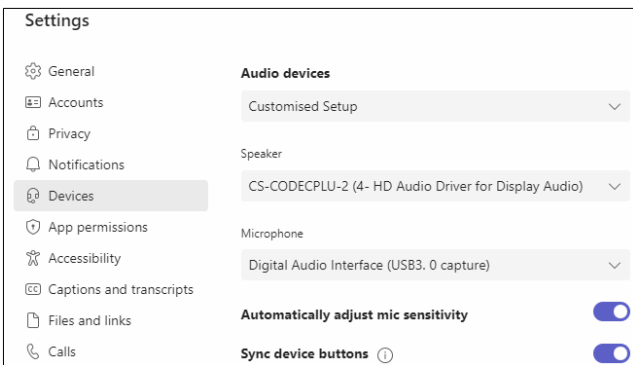 Settings
General
Accounts
Privacy
Notifications
Devices
App permissions
Accessibility
CC Captions and transcripts
Files and links
Calls
Audio devices
Customised Setup
Speaker
CS-CODECPLU-2 (4- HD Audio Driver for Display Audio)
Microphone
Digital Audio Interface (USB3. 0 capture)
Automatically adjust mic sensitivity
Sync device buttons